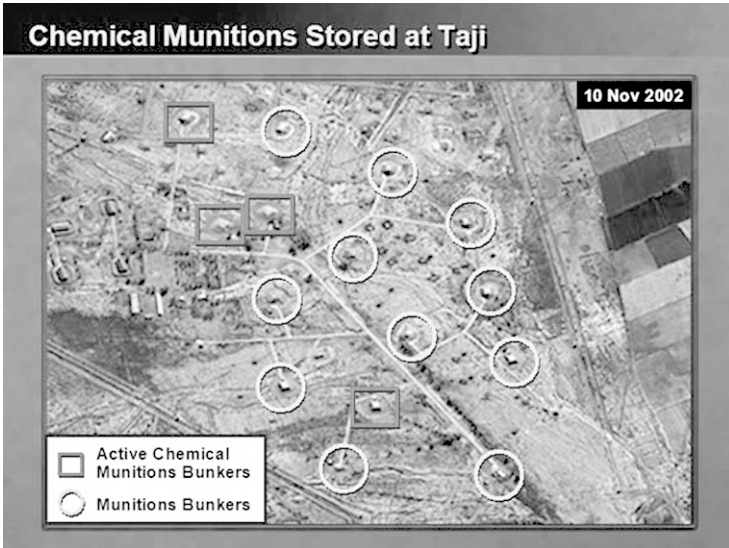 Chemical Munitions Stored at Taji
10 Nov 2002
Active Chemical
Munitions Bunkers
Munitions Bunkers